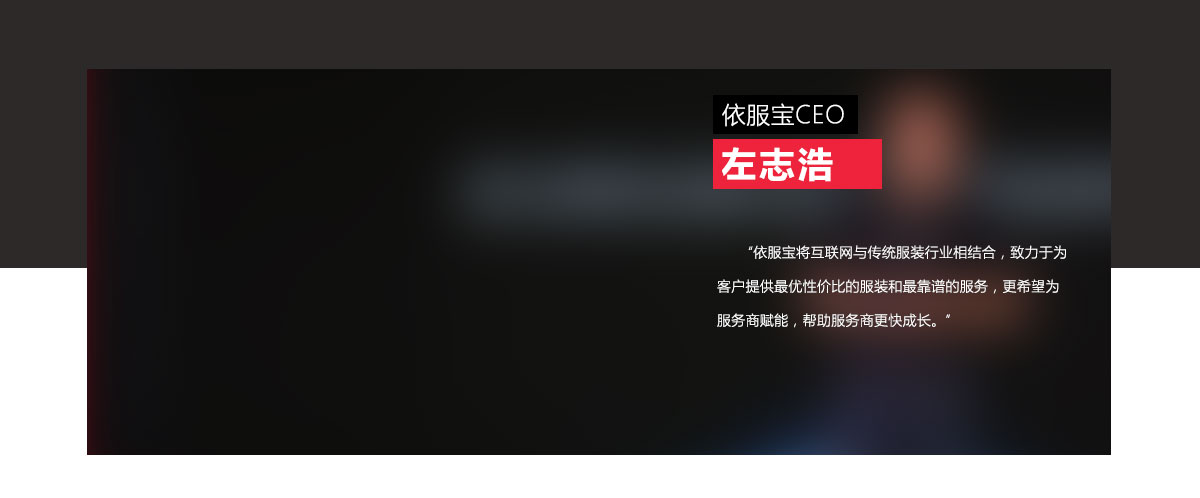 依服宝CEO
左志浩
“依服宝将互联网与传统服装行业相结合，致力于为
客户提供最优性价比的服装和最靠谱的服务，更希望为
服务商赋能，帮助服务商更快成长。”